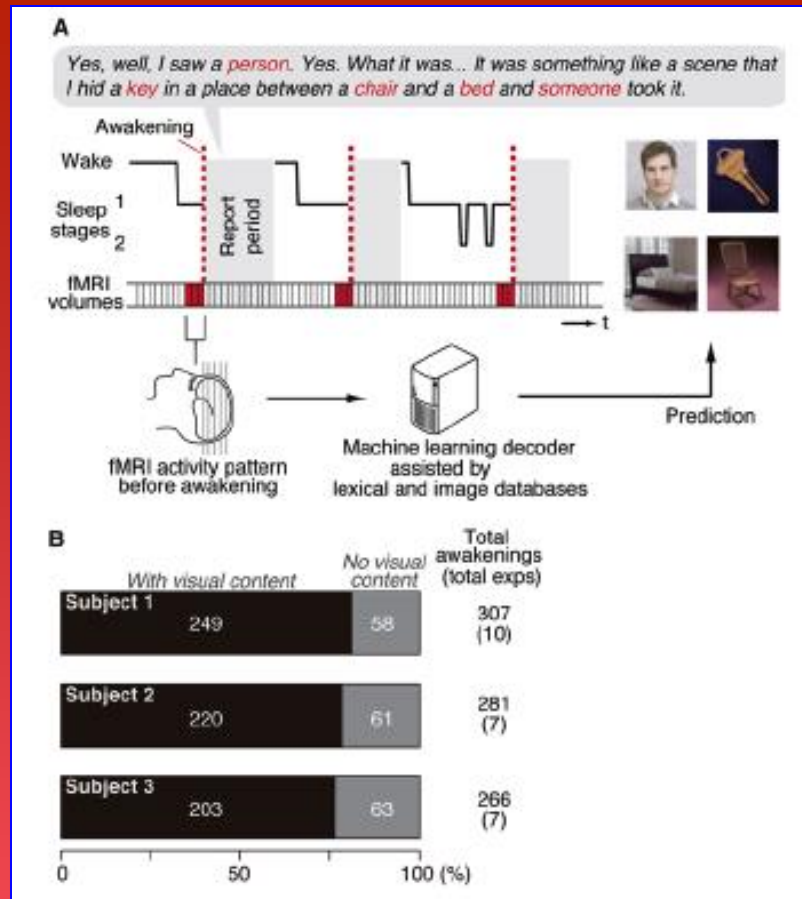 A
Yes, well, I saw a person. Yes. What it was... It was something like a scene that
I hid a key in a place between a chair and a bed and someone took it.
Awakening
Wake
Sleep 1
stages 2
Report
period
fMRI
volumes
t
Prediction
fMRI activity pattern
before awakening
Machine learning decoder
assisted by
lexical and image databases
B
With visual content
No visual
content
Total
awakenings
(total exps)
Subject 1
249
58
307
(10)
Subject 2
220
61
281
(7)
Subject 3
203
63
266
(7)
0
50
100 (%)